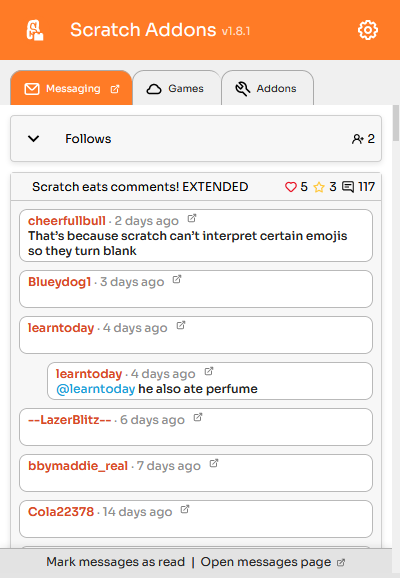 Scratch Addons v1.8.1
Messaging Games Addons
Follows 2
Scratch eats comments! EXTENDED 5 3 117
cheerfullbull · 2 days ago
That's because scratch can't interpret certain emojis
so they turn blank
Blueydog1 · 3 days ago
learntoday · 4 days ago
learntoday · 4 days ago
@learntoday he also ate perfume
--LazerBlitz-- · 6 days ago
bbymaddie_real · 7 days ago
Cola22378 · 14 days ago
Mark messages as read | Open messages page